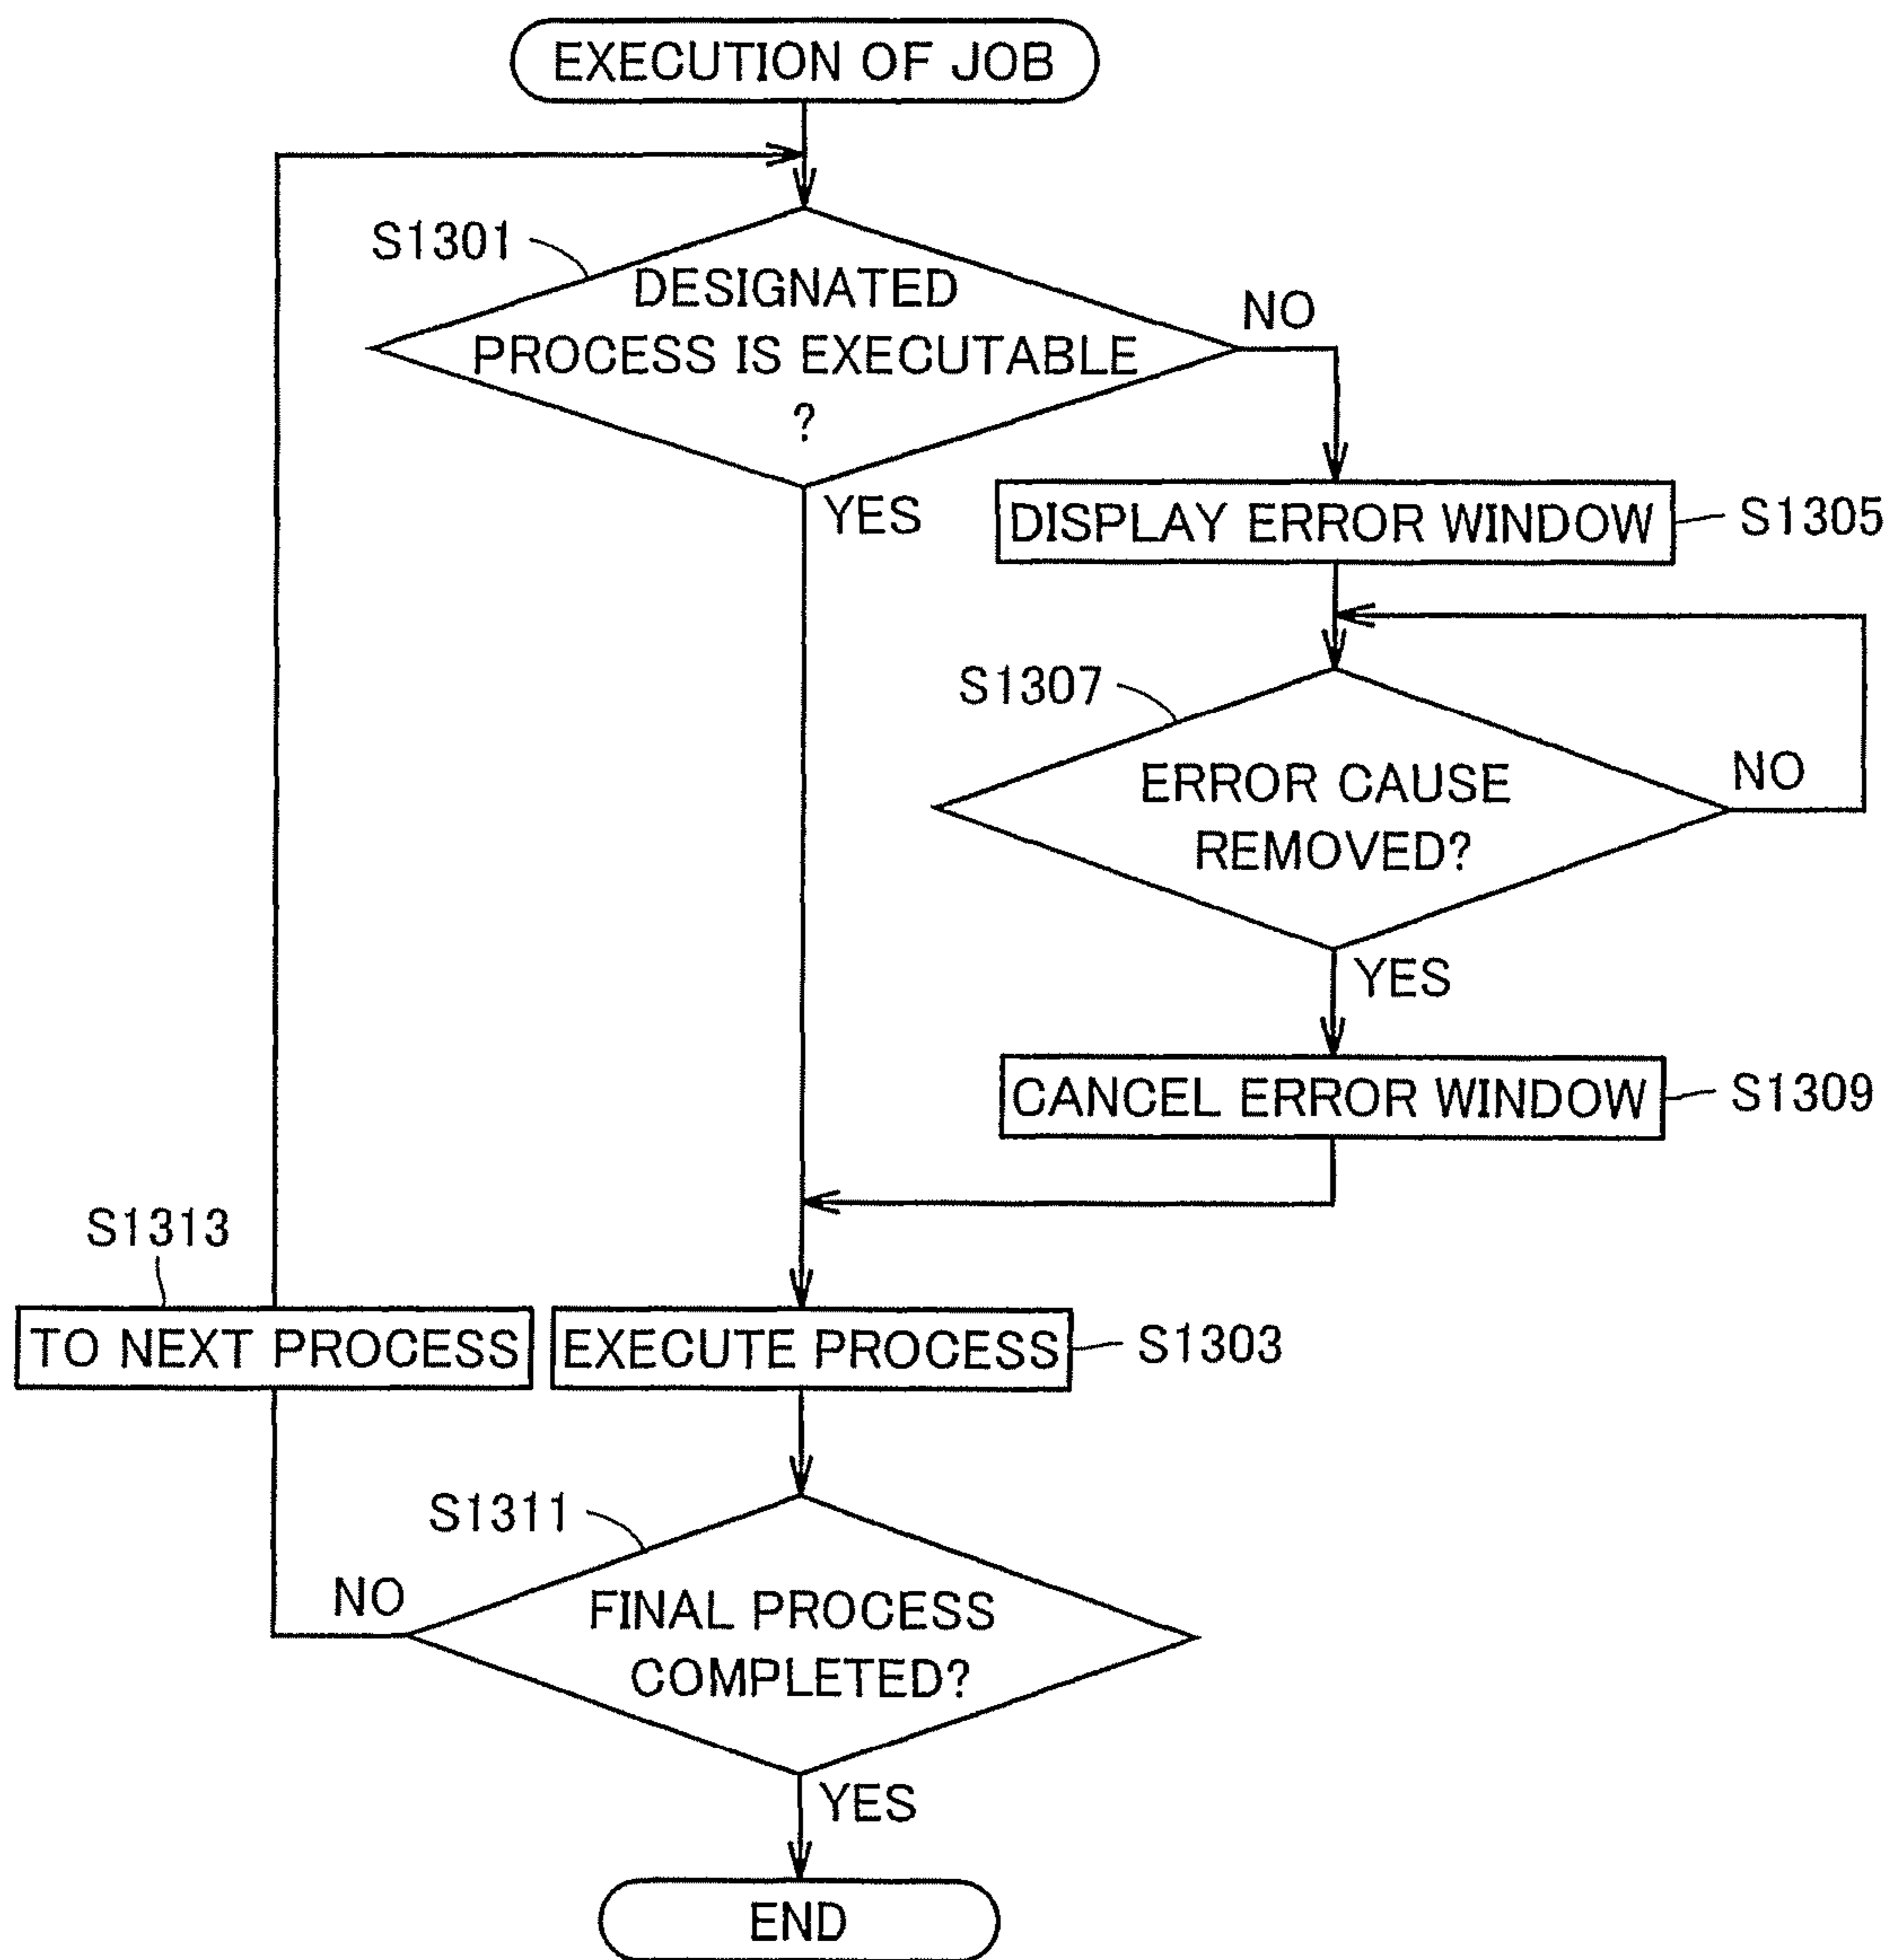 EXECUTION OF JOB
S1301
DESIGNATED
PROCESS IS EXECUTABLE
?
NO
YES
DISPLAY ERROR WINDOW
S1305
S1307
ERROR CAUSE
REMOVED?
NO
YES
CANCEL ERROR WINDOW
S1309
S1313
TO NEXT PROCESS
EXECUTE PROCESS
S1303
S1311
NO
FINAL PROCESS
COMPLETED?
YES
END